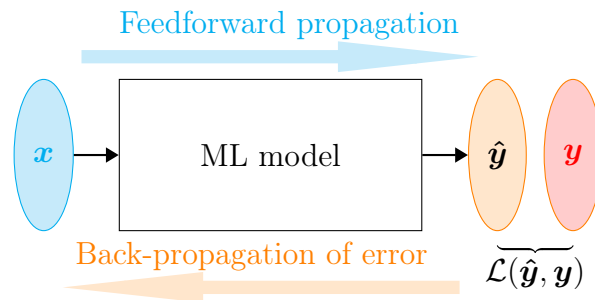 Feedforward propagation
x
ML model
ŷ
y
Back-propagation of error
ℒ(ŷ, y)